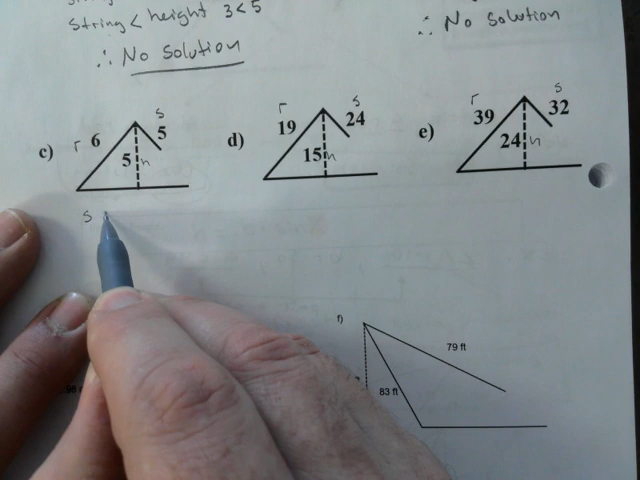 String < height 3<5
∴ No Solution
∴ No Solution
c) r 6 s 5 5 h
d) r 19 s 24 15 h
e) r 39 s 32 24 h
s
f)
79 ft
83 ft